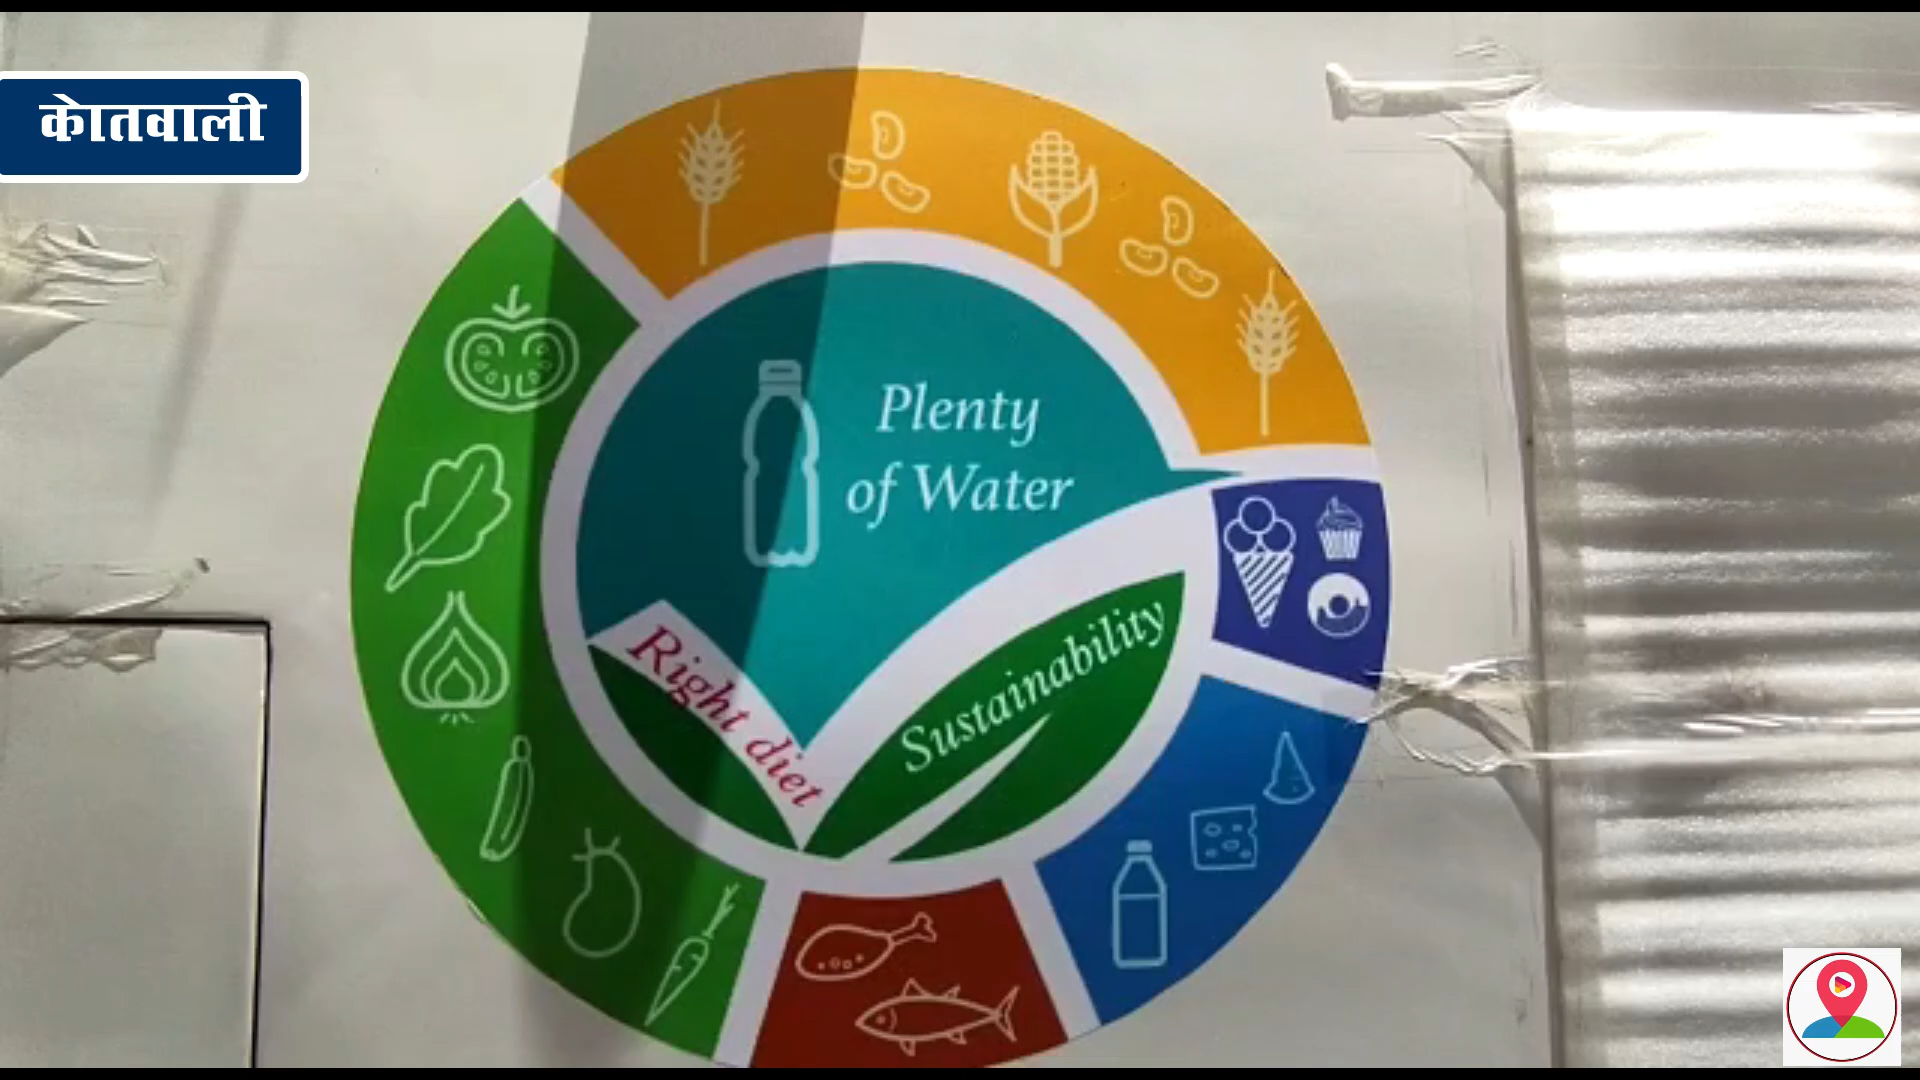 कोतवाली
Plenty
of Water
Right diet
Sustainability